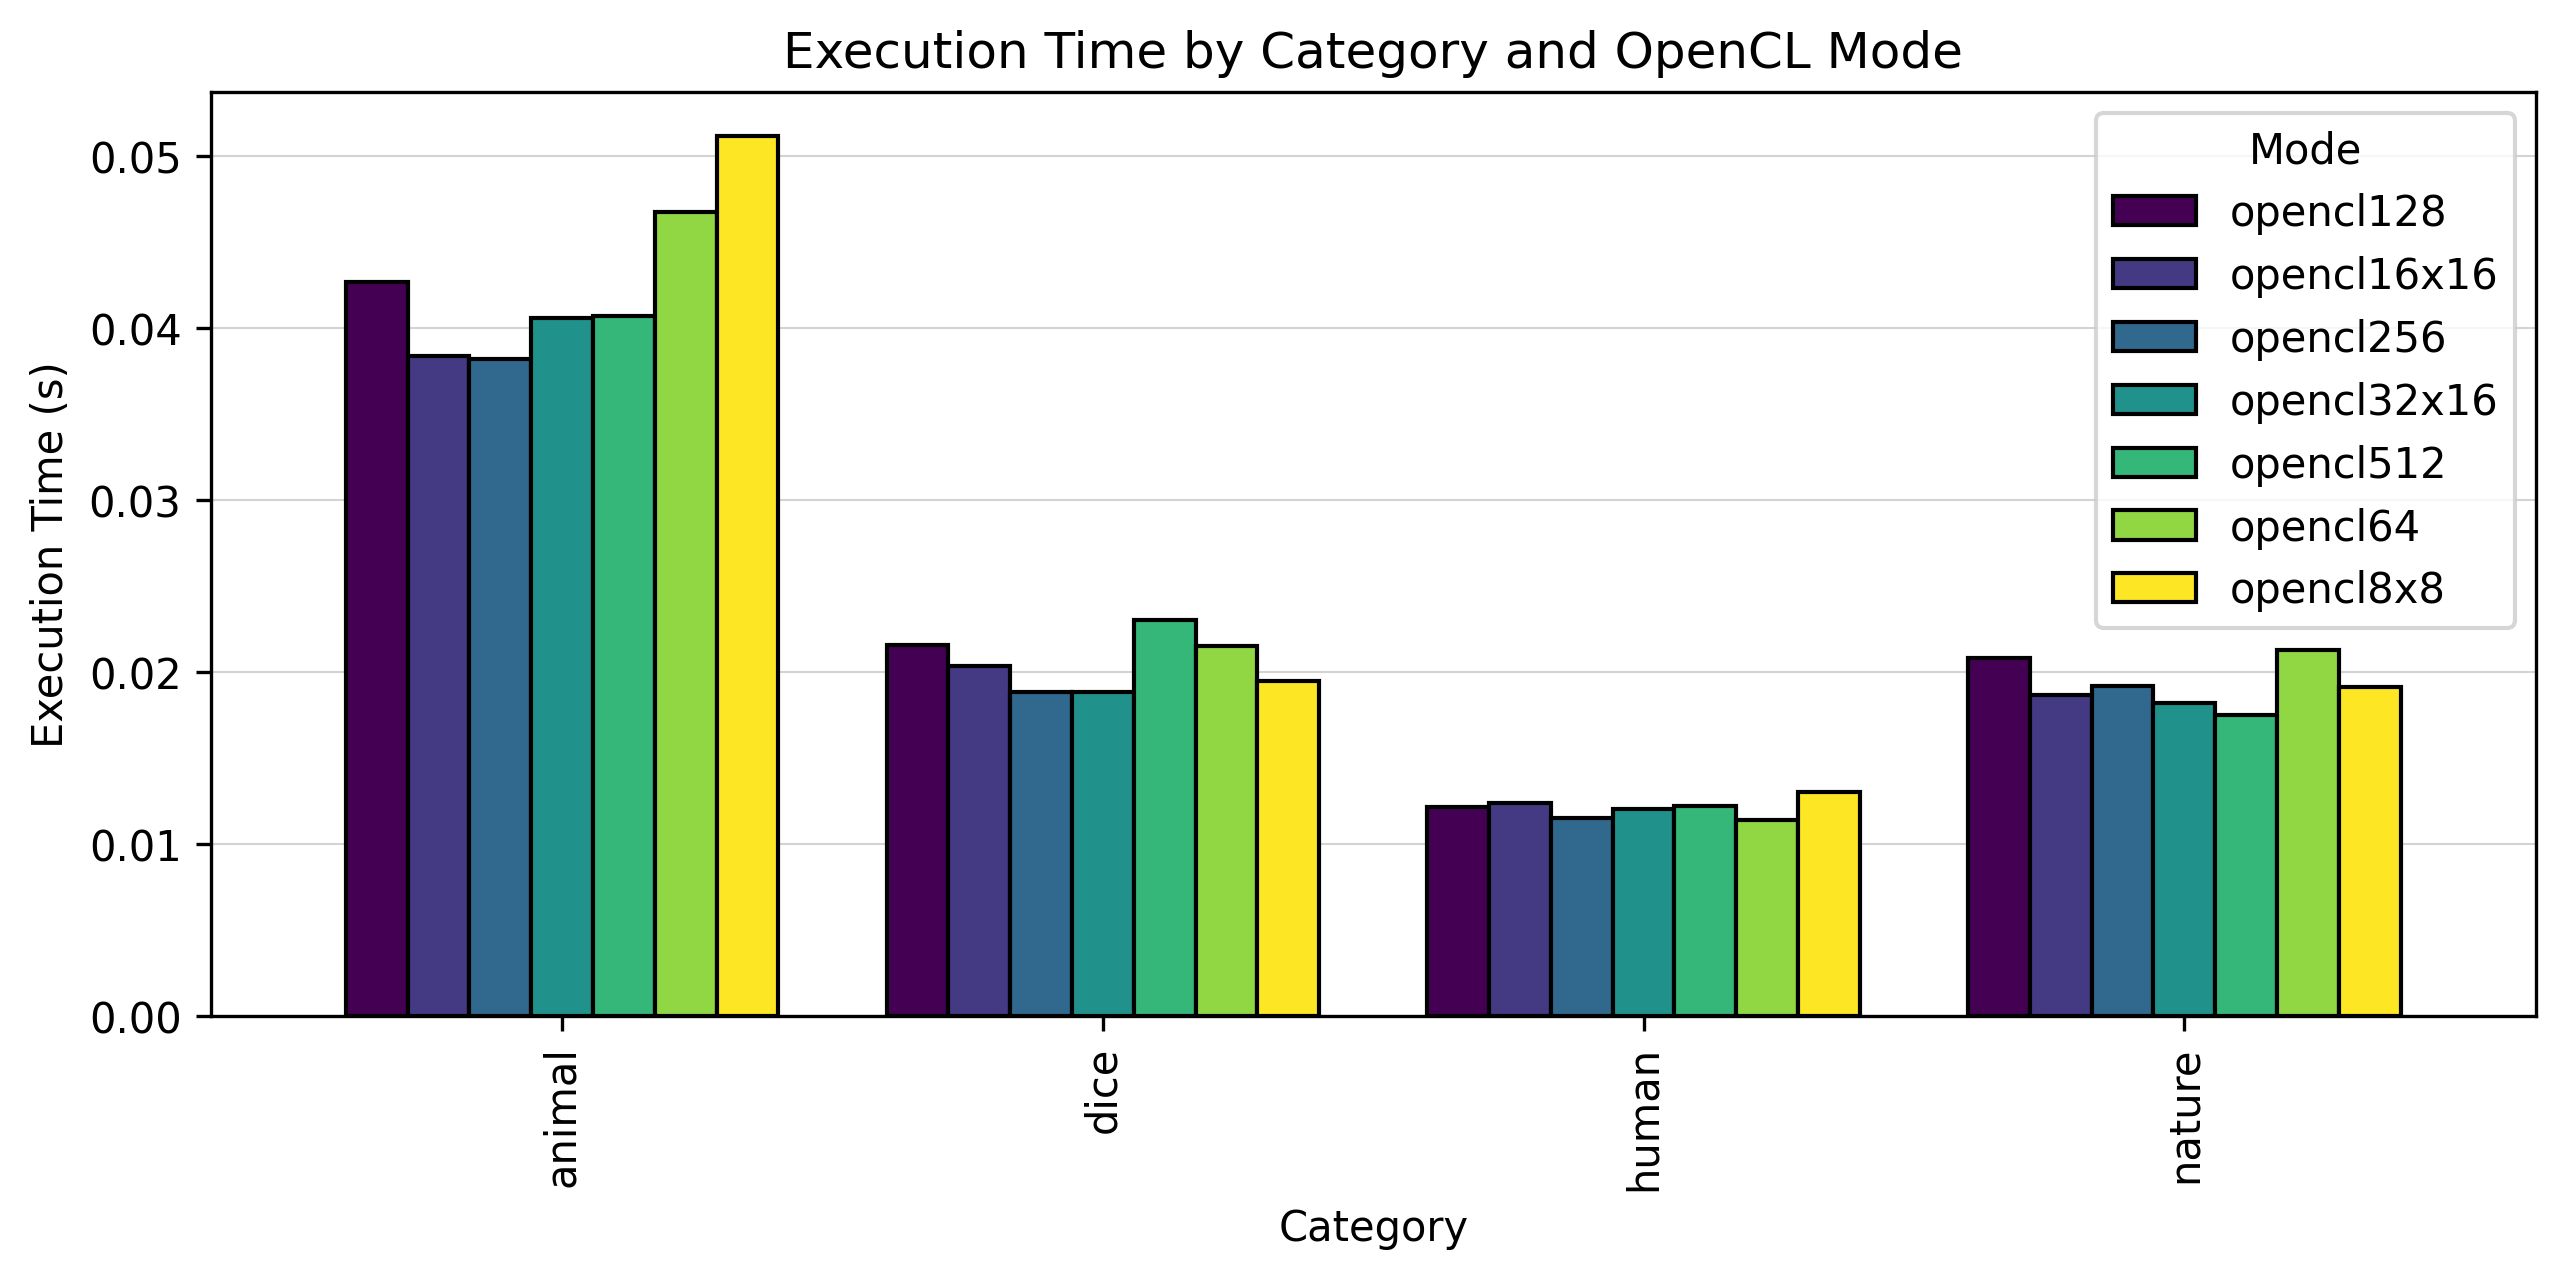 Execution Time by Category and OpenCL Mode
Execution Time (s)
0.05
0.04
0.03
0.02
0.01
0.00
Mode
opencl128
opencl16x16
opencl256
opencl32x16
opencl512
opencl64
opencl8x8
animal
dice
human
nature
Category